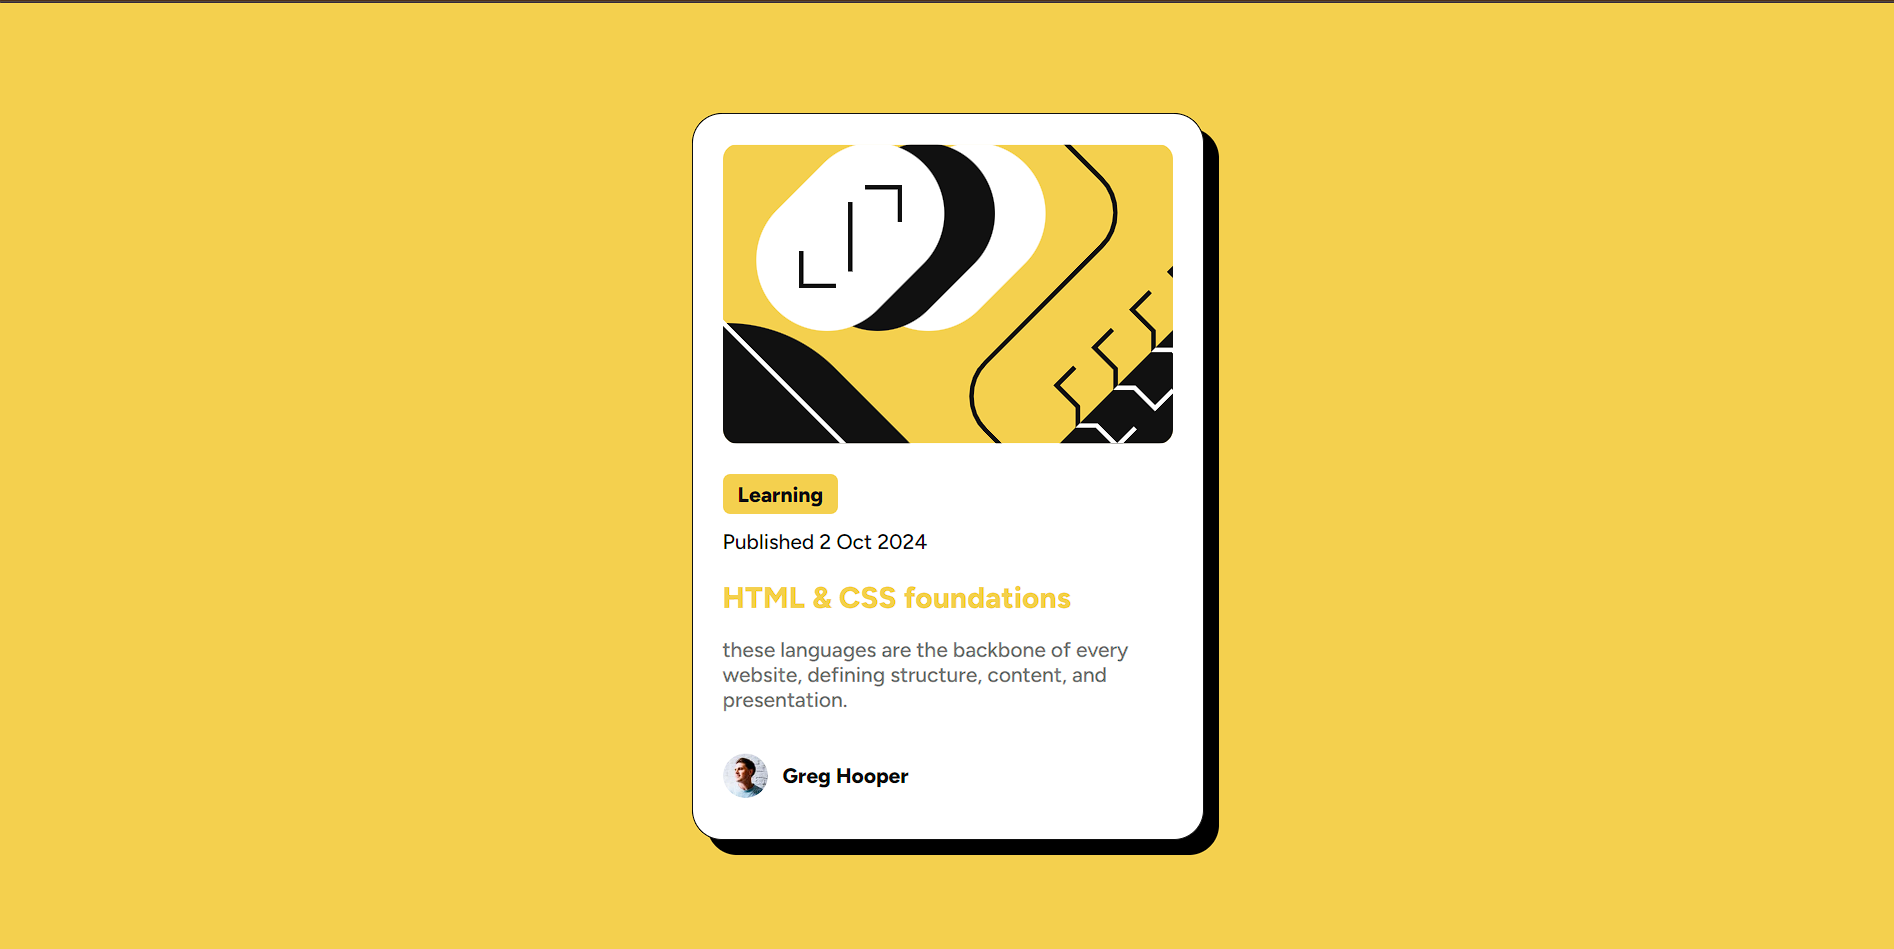 Learning
Published 2 Oct 2024
HTML & CSS foundations
these languages are the backbone of every
website, defining structure, content, and
presentation.
Greg Hooper